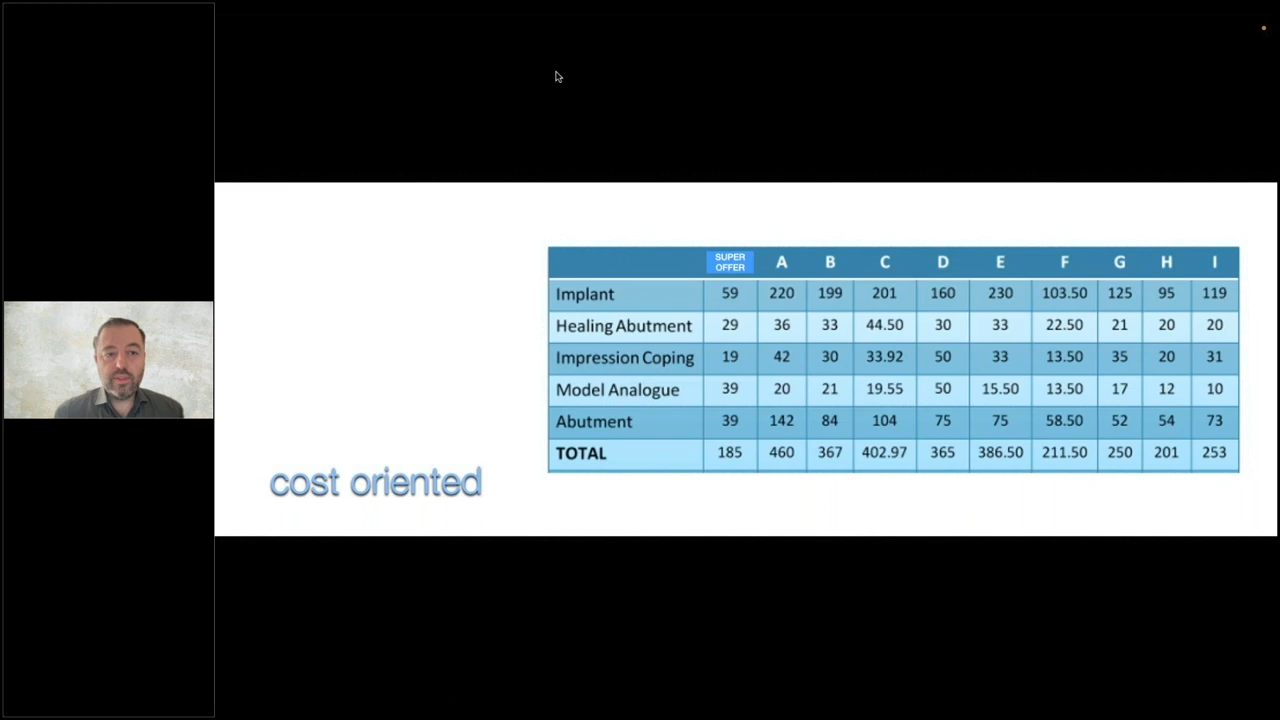 SUPER OFFER A B C D E F G H I
Implant 59 220 199 201 160 230 103.50 125 95 119
Healing Abutment 29 36 33 44.50 30 33 22.50 21 20 20
Impression Coping 19 42 30 33.92 50 33 13.50 35 20 31
Model Analogue 39 20 21 19.55 50 15.50 13.50 17 12 10
Abutment 39 142 84 104 75 75 58.50 52 54 73
TOTAL 185 460 367 402.97 365 386.50 211.50 250 201 253
cost oriented